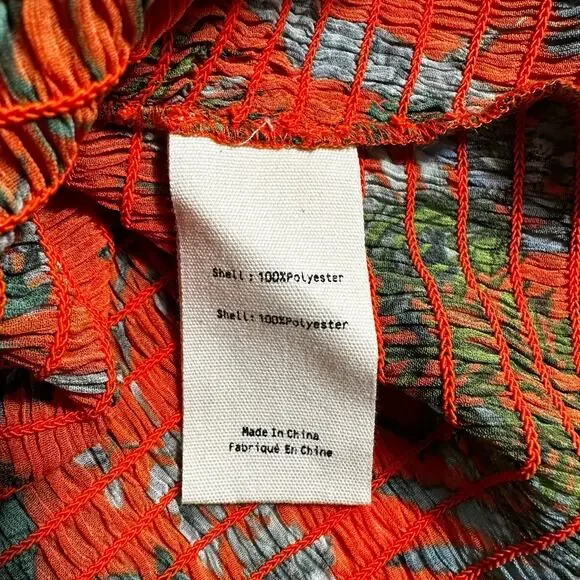 Shell: 100%Polyester
Shell: 100%Polyester
Made In China
Fabriqué En Chine